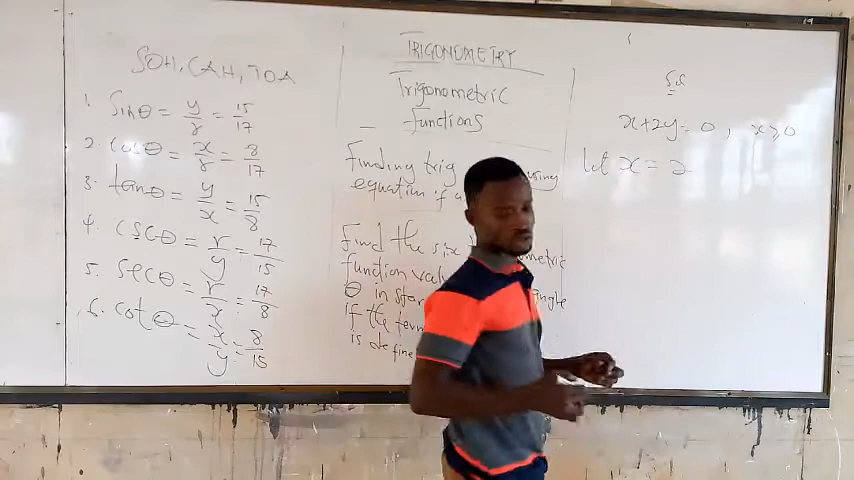 SOH, CAH, TOA
1. Sinθ = y/r = 15/17
2. Cosθ = x/r = 8/17
3. tanθ = y/x = 15/8
4. CSCθ = r/y = 17/15
5. Secθ = r/x = 17/8
6. Cotθ = x/y = 8/15
TRIGONOMETRY
Trigonometric
functions
Finding trig using
equation if
Find the six
function
θ in angle
if the
is define
x+2y=0, x≥0
let x = 2